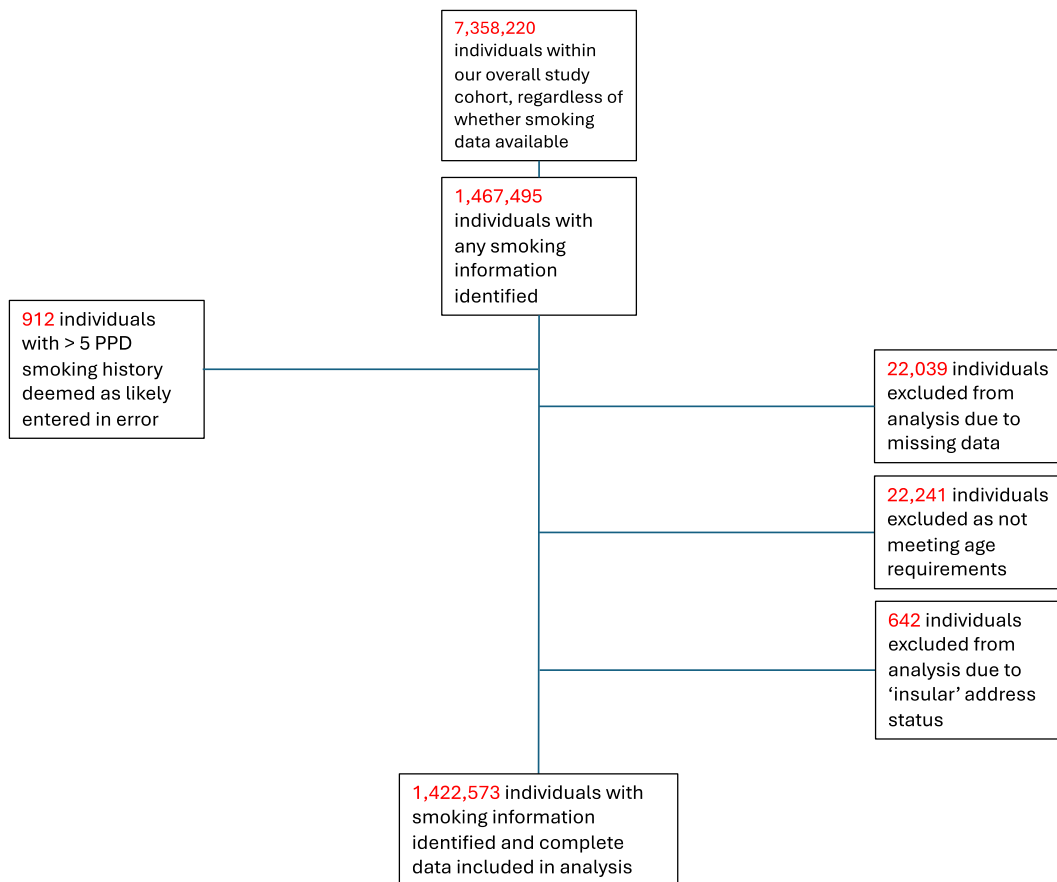 7,358,220
individuals within
our overall study
cohort, regardless of
whether smoking
data available
1,467,495
individuals with
any smoking
information
identified
912 individuals
with > 5 PPD
smoking history
deemed as likely
entered in error
22,039 individuals
excluded from
analysis due to
missing data
22,241 individuals
excluded as not
meeting age
requirements
642 individuals
excluded from
analysis due to
‘insular’ address
status
1,422,573 individuals with
smoking information
identified and complete
data included in analysis